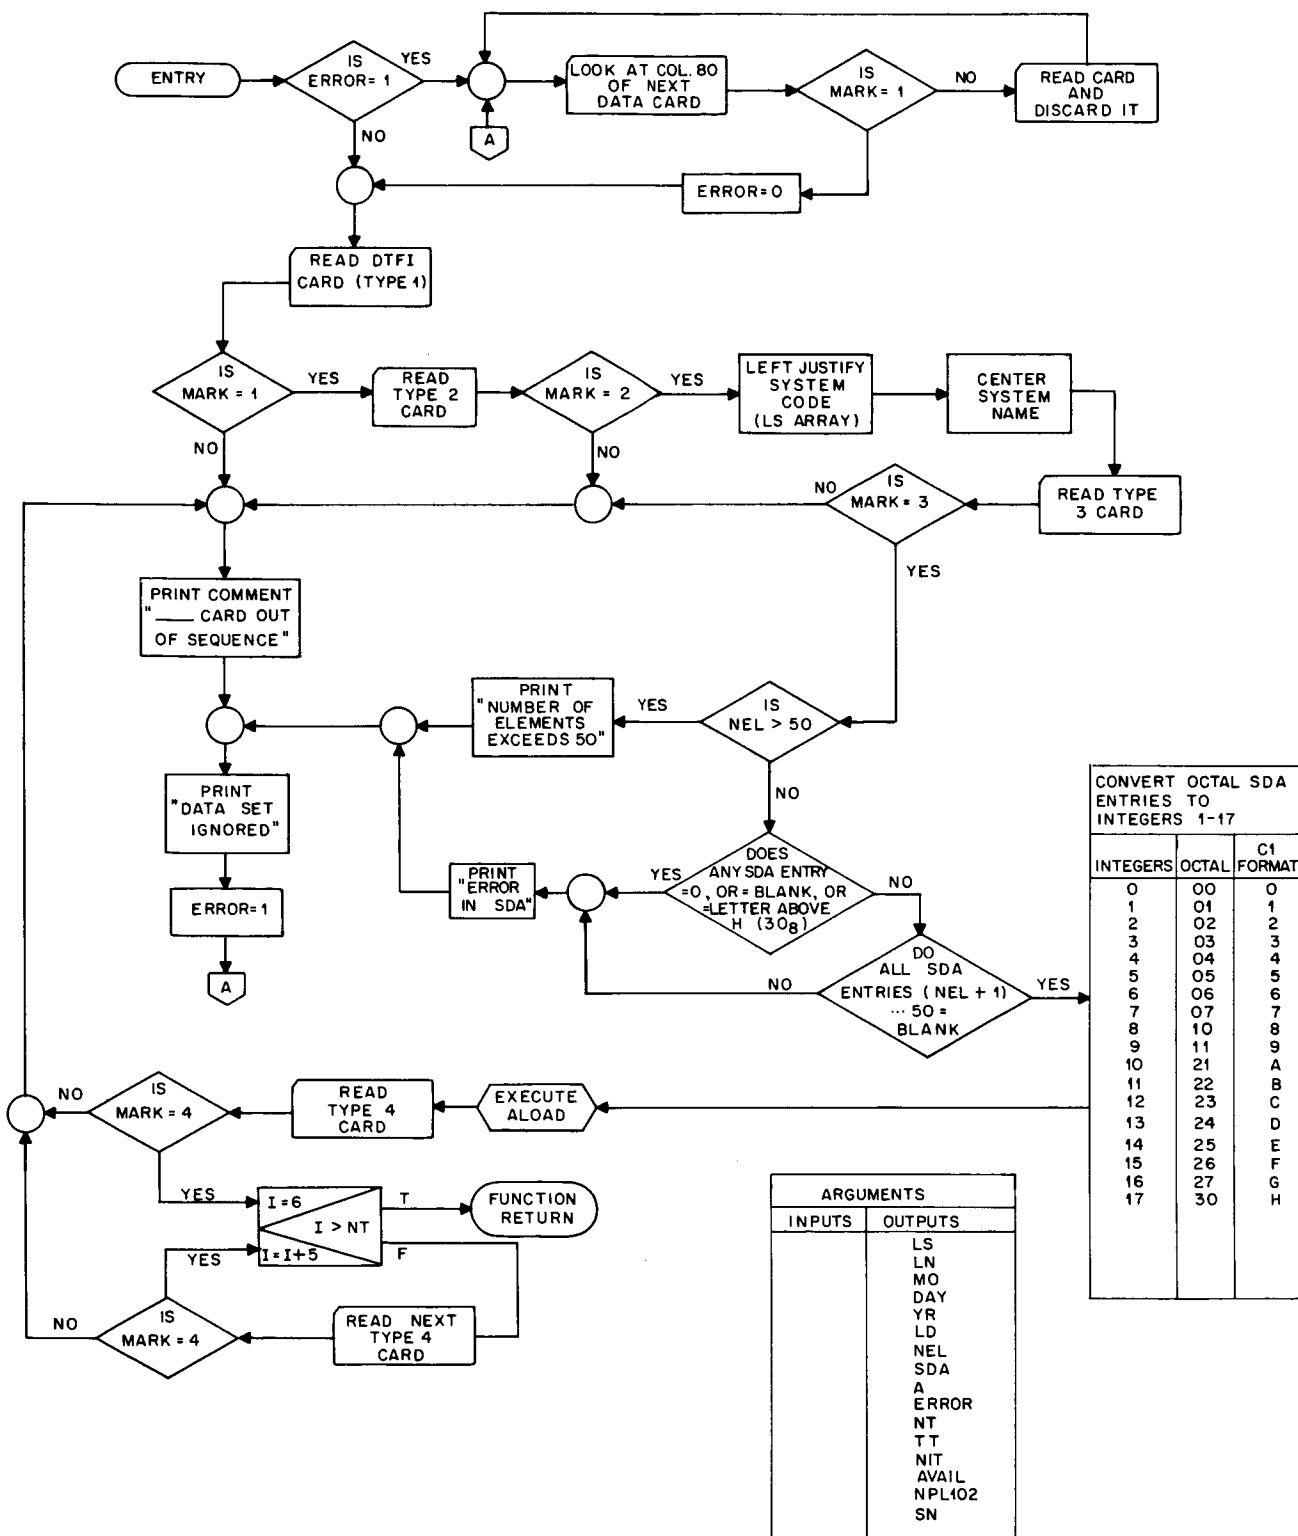 ENTRY
IS
ERROR = 1
YES
NO
A
LOOK AT COL. 80
OF NEXT
DATA CARD
IS
MARK = 1
NO
READ CARD
AND
DISCARD IT
ERROR = 0
READ DTFI
CARD (TYPE 1)
IS
MARK = 1
YES
NO
READ
TYPE 2
CARD
IS
MARK = 2
YES
NO
LEFT JUSTIFY
SYSTEM
CODE
(LS ARRAY)
CENTER
SYSTEM
NAME
READ TYPE
3 CARD
IS
MARK = 3
NO
YES
PRINT COMMENT
"___ CARD OUT
OF SEQUENCE"
PRINT
"NUMBER OF
ELEMENTS
EXCEEDS 50"
YES
IS
NEL > 50
NO
PRINT
"DATA SET
IGNORED"
ERROR = 1
A
PRINT
"ERROR
IN SDA"
YES
DOES
ANY SDA ENTRY
=0, OR = BLANK, OR
=LETTER ABOVE
H (30₈)
NO
DO
ALL SDA
ENTRIES (NEL + 1)
... 50 =
BLANK
NO
YES
CONVERT OCTAL SDA
ENTRIES TO
INTEGERS 1-17
INTEGERS OCTAL C1 FORMAT
0 00 0
1 01 1
2 02 2
3 03 3
4 04 4
5 05 5
6 06 6
7 07 7
8 10 8
9 11 9
10 21 A
11 22 B
12 23 C
13 24 D
14 25 E
15 26 F
16 27 G
17 30 H
EXECUTE
ALOAD
READ
TYPE 4
CARD
IS
MARK = 4
NO
YES
I = 6
I > NT
I = I+5
T
F
FUNCTION
RETURN
READ NEXT
TYPE 4
CARD
IS
MARK = 4
YES
NO
ARGUMENTS
INPUTS OUTPUTS
LS
LN
MO
DAY
YR
LD
NEL
SDA
A
ERROR
NT
TT
NIT
AVAIL
NPL102
SN